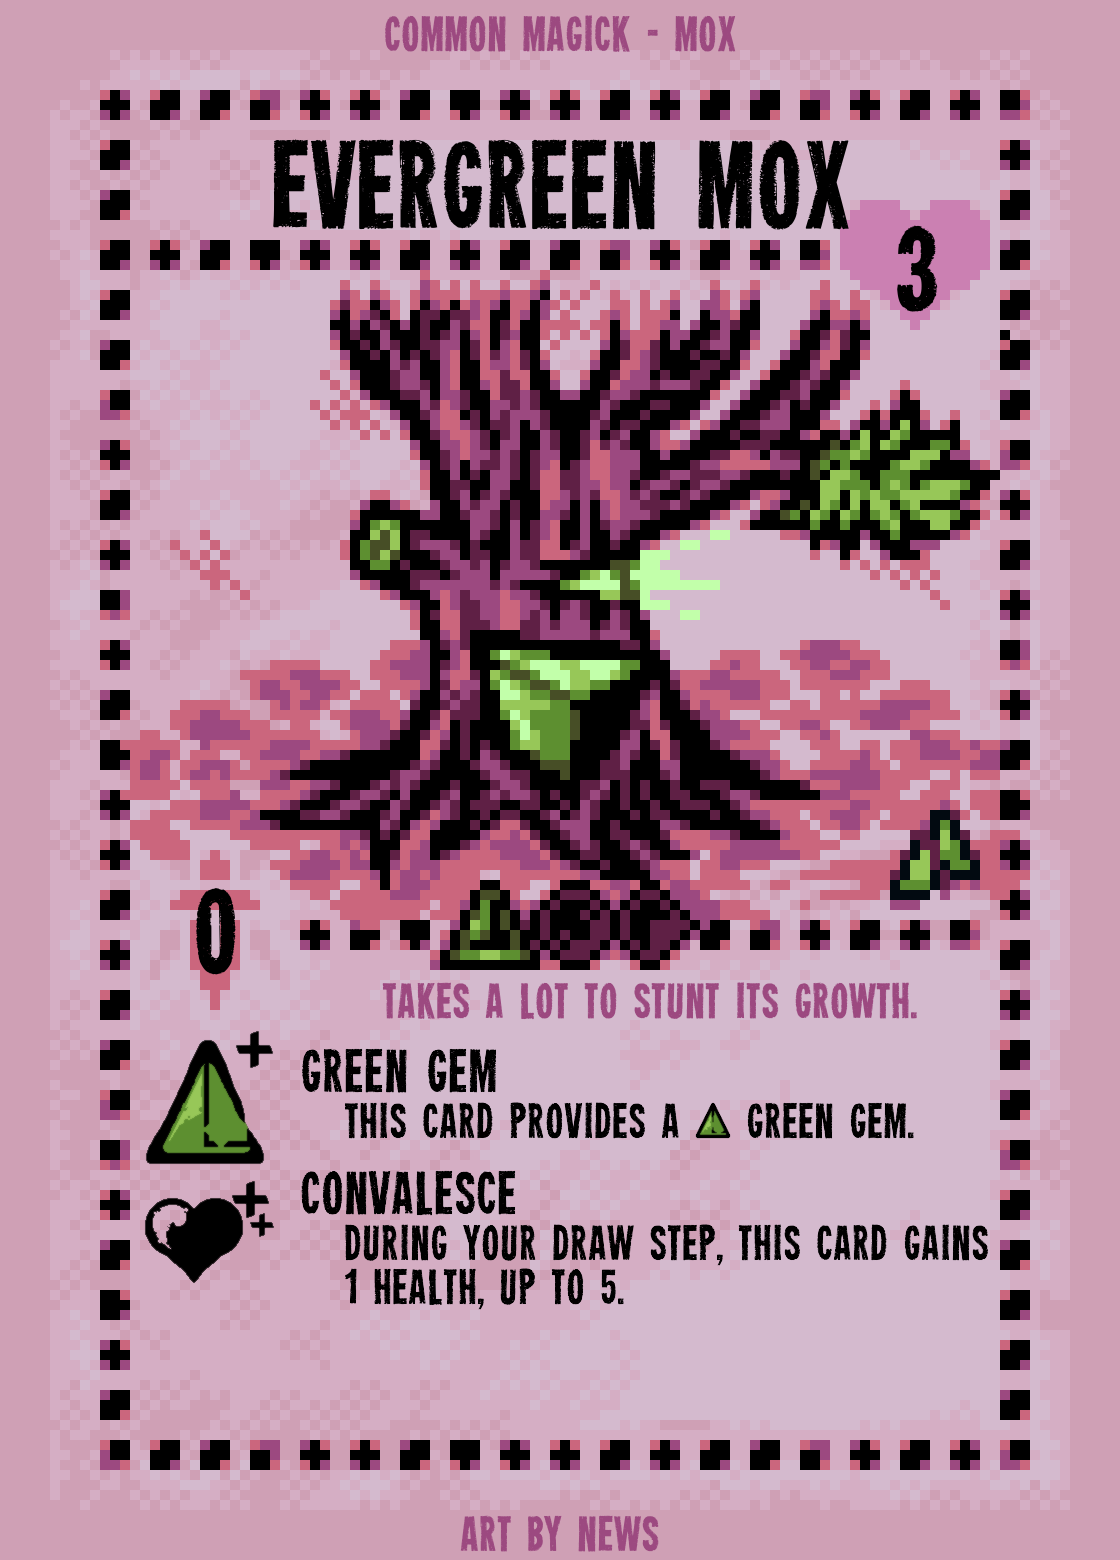 COMMON MAGICK - MOX
EVERGREEN MOX
3
0
TAKES A LOT TO STUNT ITS GROWTH.
GREEN GEM
THIS CARD PROVIDES A GREEN GEM.
CONVALESCE
DURING YOUR DRAW STEP, THIS CARD GAINS
1 HEALTH, UP TO 5.
ART BY NEWS